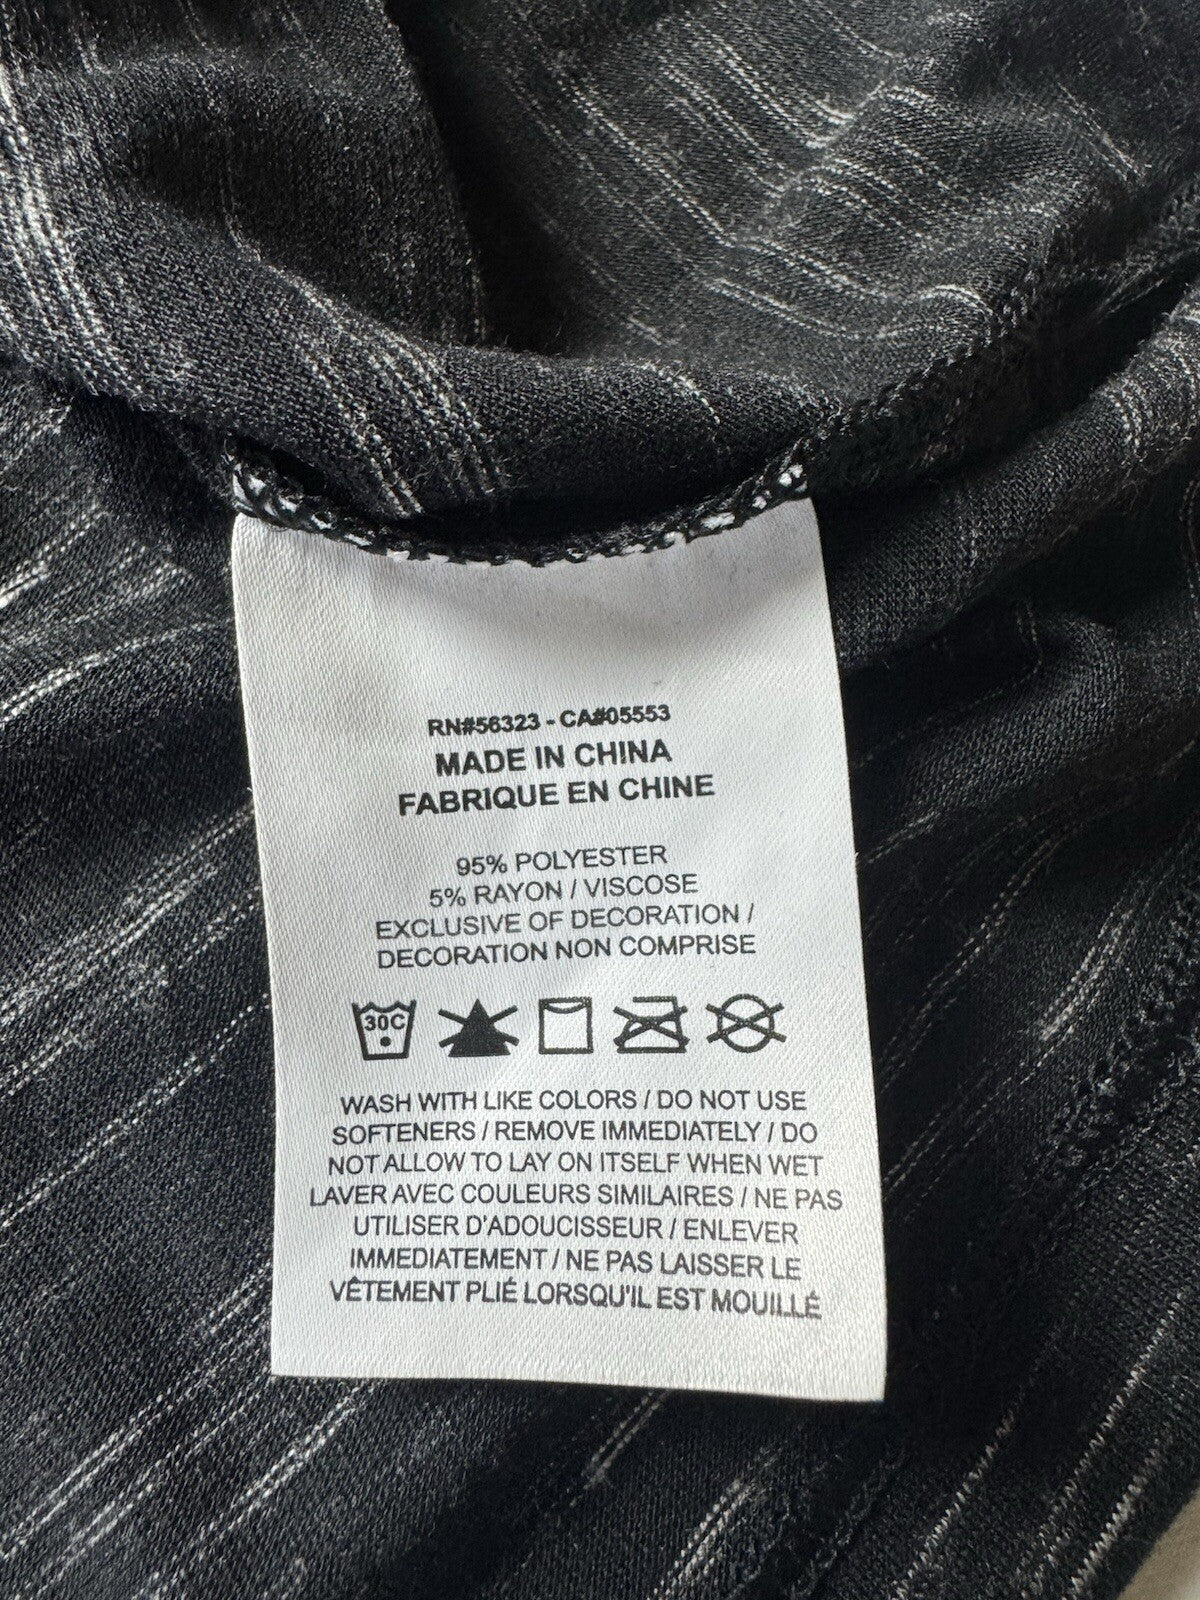 RN#56323 - CA#05553
MADE IN CHINA
FABRIQUE EN CHINE
95% POLYESTER
5% RAYON / VISCOSE
EXCLUSIVE OF DECORATION /
DECORATION NON COMPRISE
30C
WASH WITH LIKE COLORS / DO NOT USE
SOFTENERS / REMOVE IMMEDIATELY / DO
NOT ALLOW TO LAY ON ITSELF WHEN WET
LAVER AVEC COULEURS SIMILAIRES / NE PAS
UTILISER D'ADOUCISSEUR / ENLEVER
IMMEDIATEMENT / NE PAS LAISSER LE
VÊTEMENT PLIÉ LORSQU'IL EST MOUILLÉ